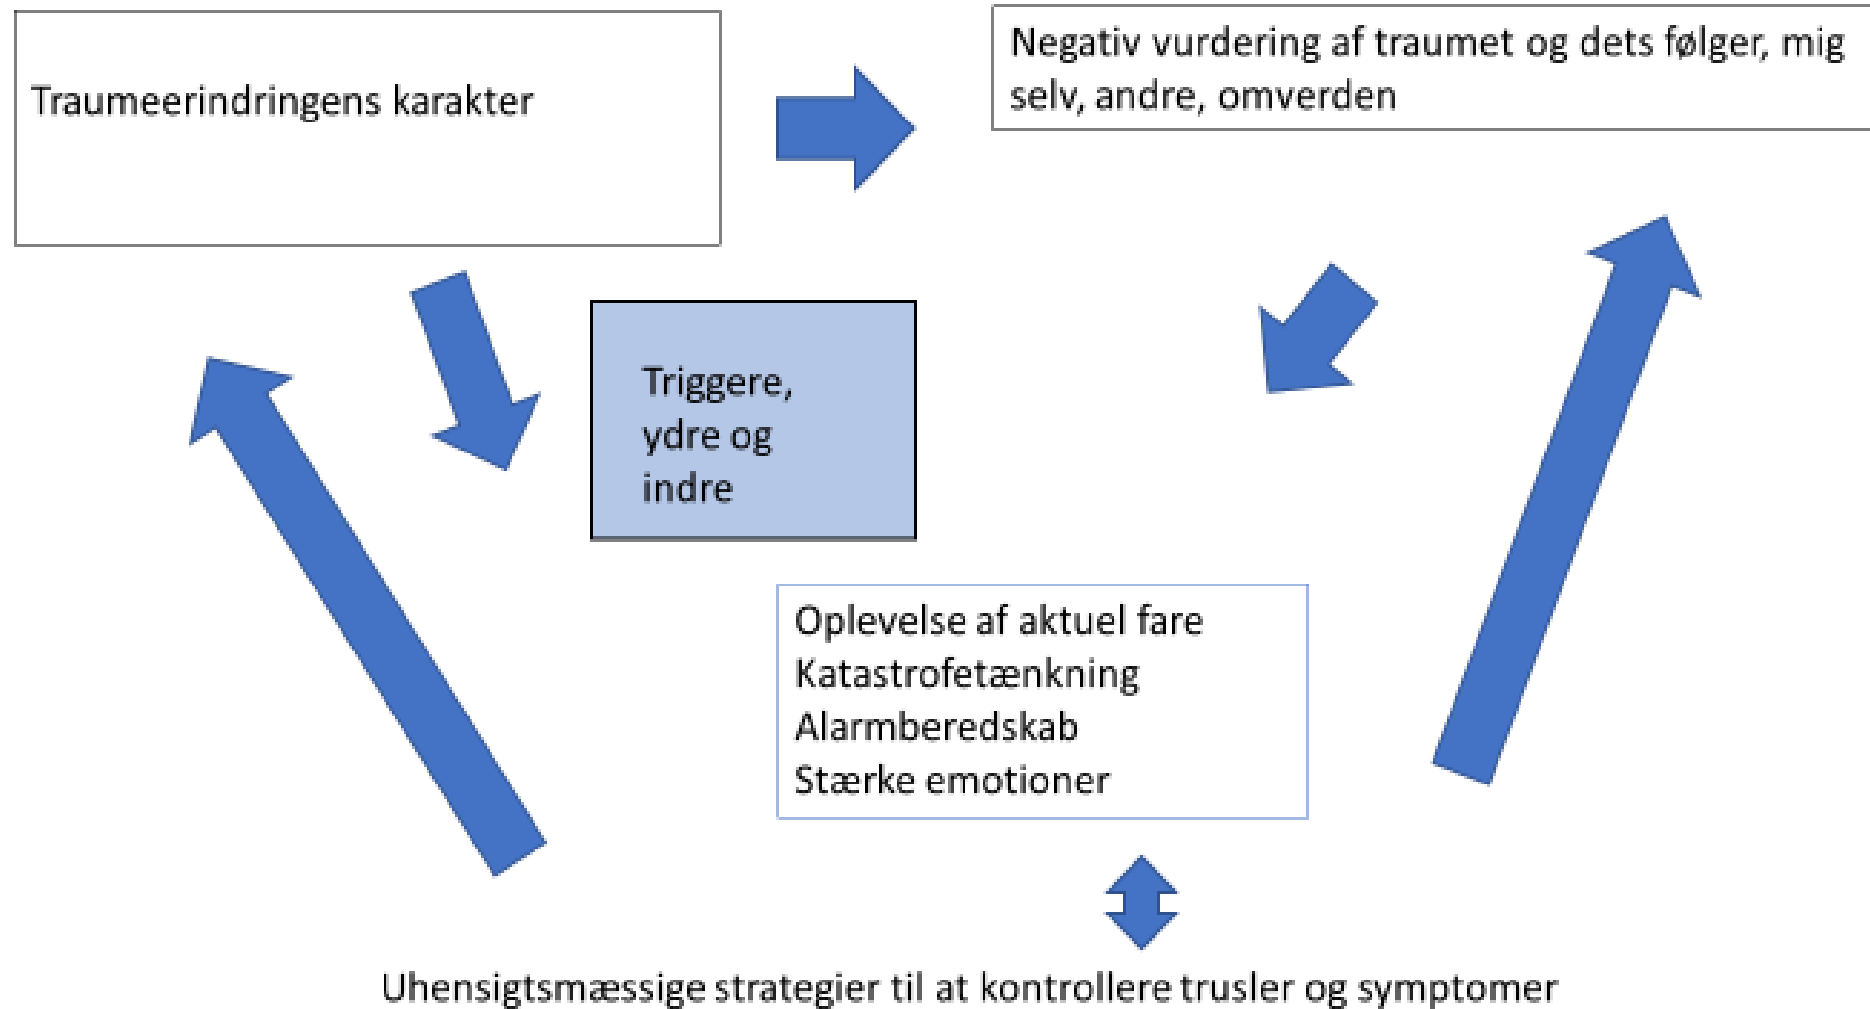 Traumeerindringens karakter
Negativ vurdering af traumet og dets følger, mig
selv, andre, omverden
Triggere,
ydre og
indre
Oplevelse af aktuel fare
Katastrofetænkning
Alarmberedskab
Stærke emotioner
Uhensigtsmæssige strategier til at kontrollere trusler og symptomer